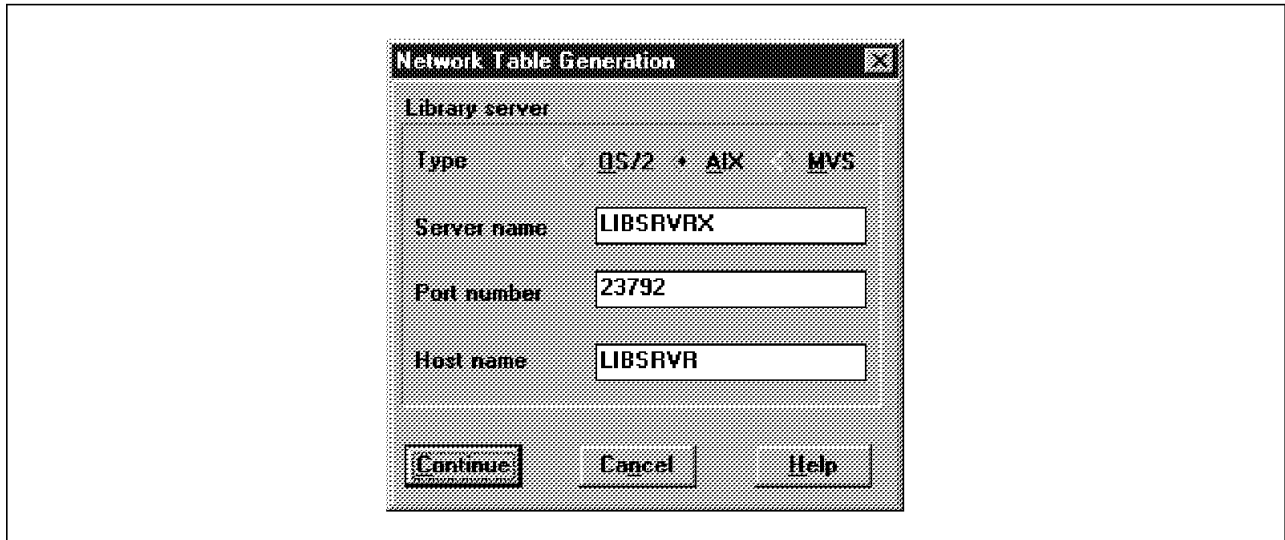 Network Table Generation
Library server
Type OS/2 AIX MVS
Server name LIBSRVRX
Port number 23792
Host name LIBSRVR
Continue Cancel Help